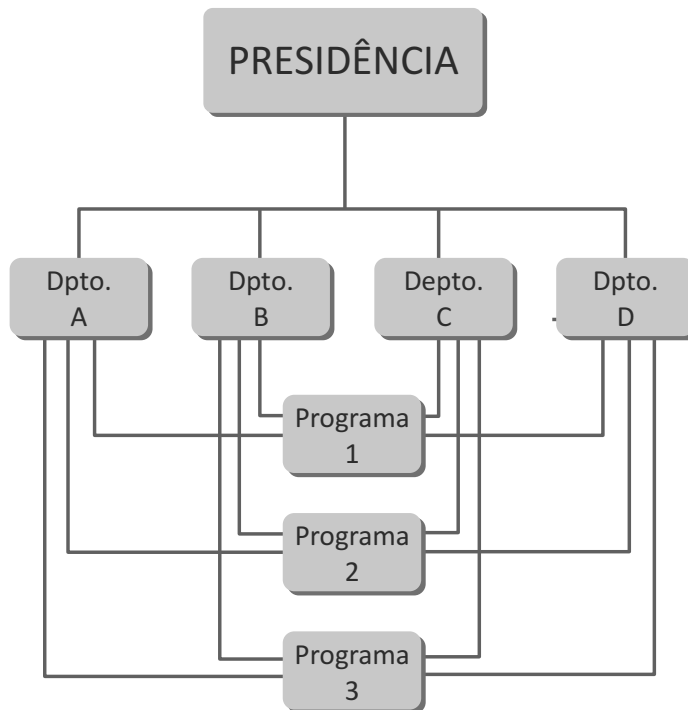 PRESIDÊNCIA
Dpto.
A
Dpto.
B
Depto.
C
Dpto.
D
Programa
1
Programa
2
Programa
3